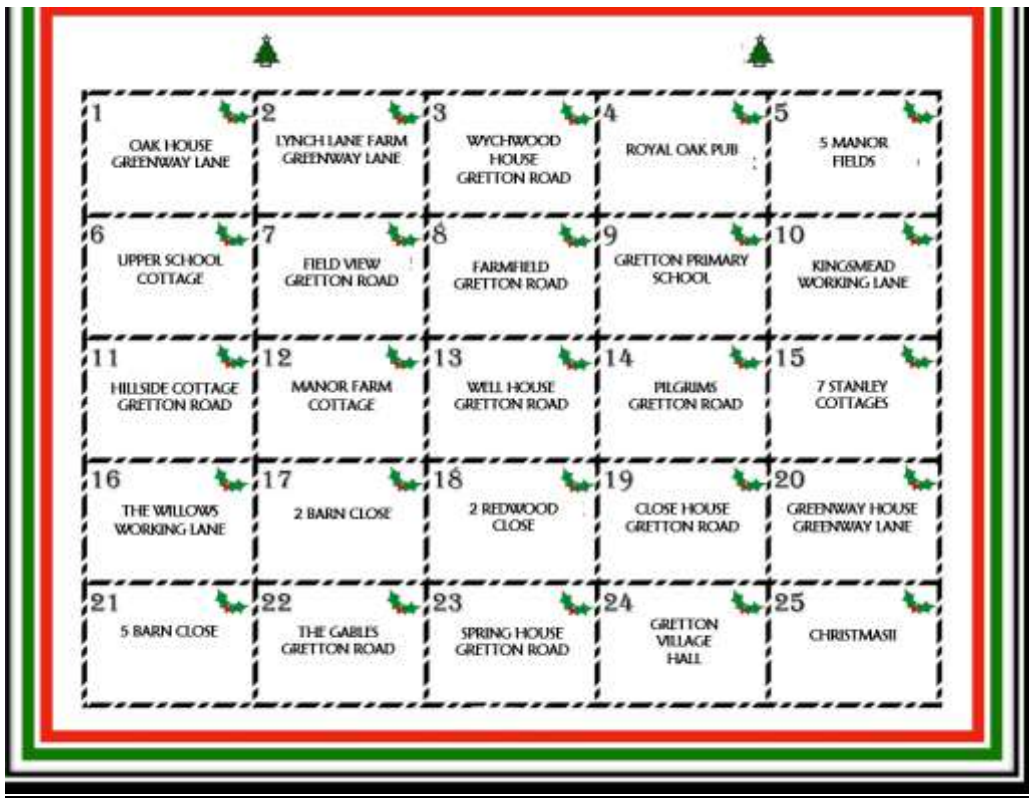 1
OAK HOUSE
GREENWAY LANE
2
LYNCH LANE FARM
GREENWAY LANE
3
WYCHWOOD
HOUSE
GRETTON ROAD
4
ROYAL OAK PUB
5
5 MANOR
FIELDS
6
UPPER SCHOOL
COTTAGE
7
FIELD VIEW
GRETTON ROAD
8
FARMFIELD
GRETTON ROAD
9
GRETTON PRIMARY
SCHOOL
10
KINGSMEAD
WORKING LANE
11
HILLSIDE COTTAGE
GRETTON ROAD
12
MANOR FARM
COTTAGE
13
WELL HOUSE
GRETTON ROAD
14
PILGRIMS
GRETTON ROAD
15
7 STANLEY
COTTAGES
16
THE WILLOWS
WORKING LANE
17
2 BARN CLOSE
18
2 REDWOOD
CLOSE
19
CLOSE HOUSE
GRETTON ROAD
20
GREENWAY HOUSE
GREENWAY LANE
21
5 BARN CLOSE
22
THE GABLES
GRETTON ROAD
23
SPRING HOUSE
GRETTON ROAD
24
GRETTON
VILLAGE
HALL
25
CHRISTMAS!!